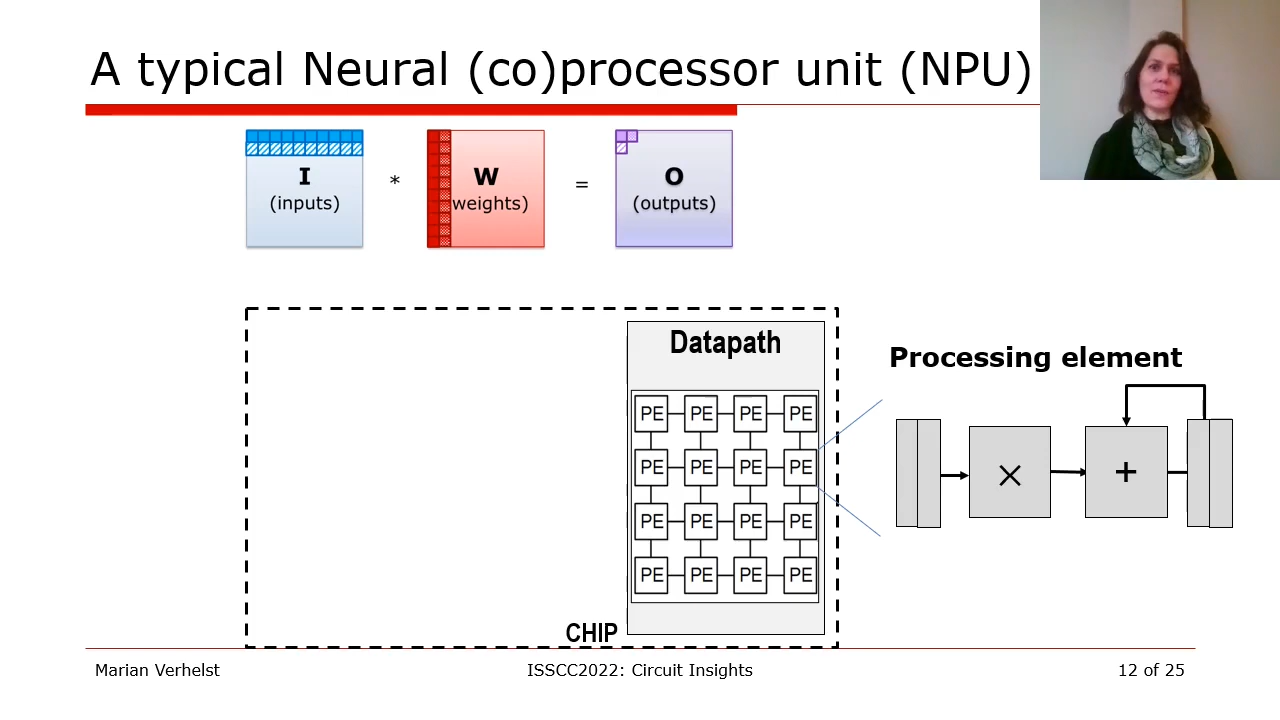 A typical Neural (co)processor unit (NPU)
I
(inputs)
*
W
weights)
=
O
(outputs)
Datapath
PE PE PE PE
PE PE PE PE
PE PE PE PE
PE PE PE PE
CHIP
Processing element
× +
Marian Verhelst
ISSCC2022: Circuit Insights
12 of 25